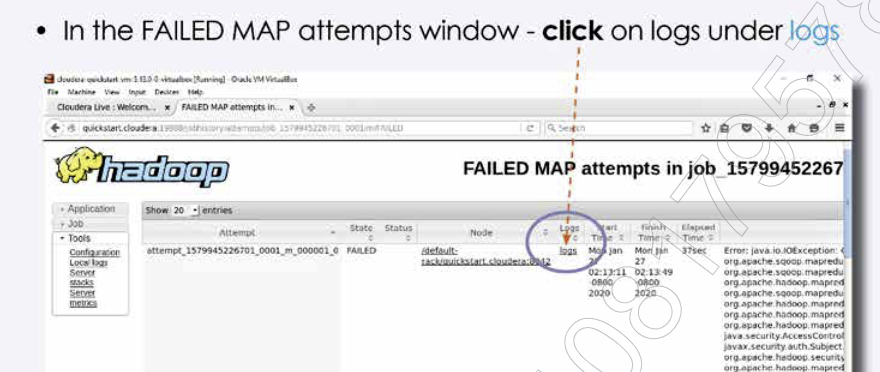 • In the FAILED MAP attempts window - click on logs under logs
cloudera-quickstart-vm-5.13.0-0-virtualbox [Running] - Oracle VM VirtualBox
File Machine View Input Devices Help
Cloudera Live : Welcom... × FAILED MAP attempts in... ×
quickstart.cloudera:19888/jobhistory/attempts/job_1579945226701_0001/m/FAILED Search
hadoop
FAILED MAP attempts in job_15799452267
Application
Job
Tools
Configuration
Local logs
Server
stacks
Server
metrics
Show 20 entries
Attempt State Status Node Logs Start Time Finish Time Elapsed Time
attempt_1579945226701_0001_m_000001_0 FAILED /default-rack/quickstart.cloudera:8042 logs
Mon Jan
27
02:13:11
-0800
2020
Mon Jan
27
02:13:49
-0800
2020
37sec
Error: java.io.IOException:
org.apache.sqoop.mapredu
org.apache.sqoop.mapredu
org.apache.sqoop.mapredu
org.apache.hadoop.mapred
org.apache.hadoop.mapred
org.apache.hadoop.mapred
java.security.AccessControl
javax.security.auth.Subject.
org.apache.hadoop.security
org.apache.hadoop.mapred